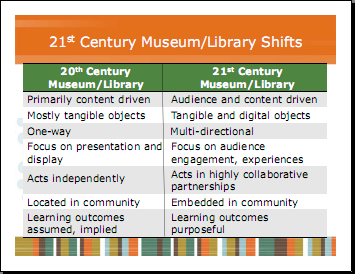 21st Century Museum/Library Shifts
20th Century
Museum/Library
21st Century
Museum/Library
Primarily content driven
Audience and content driven
Mostly tangible objects
Tangible and digital objects
One-way
Multi-directional
Focus on presentation and
display
Focus on audience
engagement, experiences
Acts independently
Acts in highly collaborative
partnerships
Located in community
Embedded in community
Learning outcomes
assumed, implied
Learning outcomes
purposeful